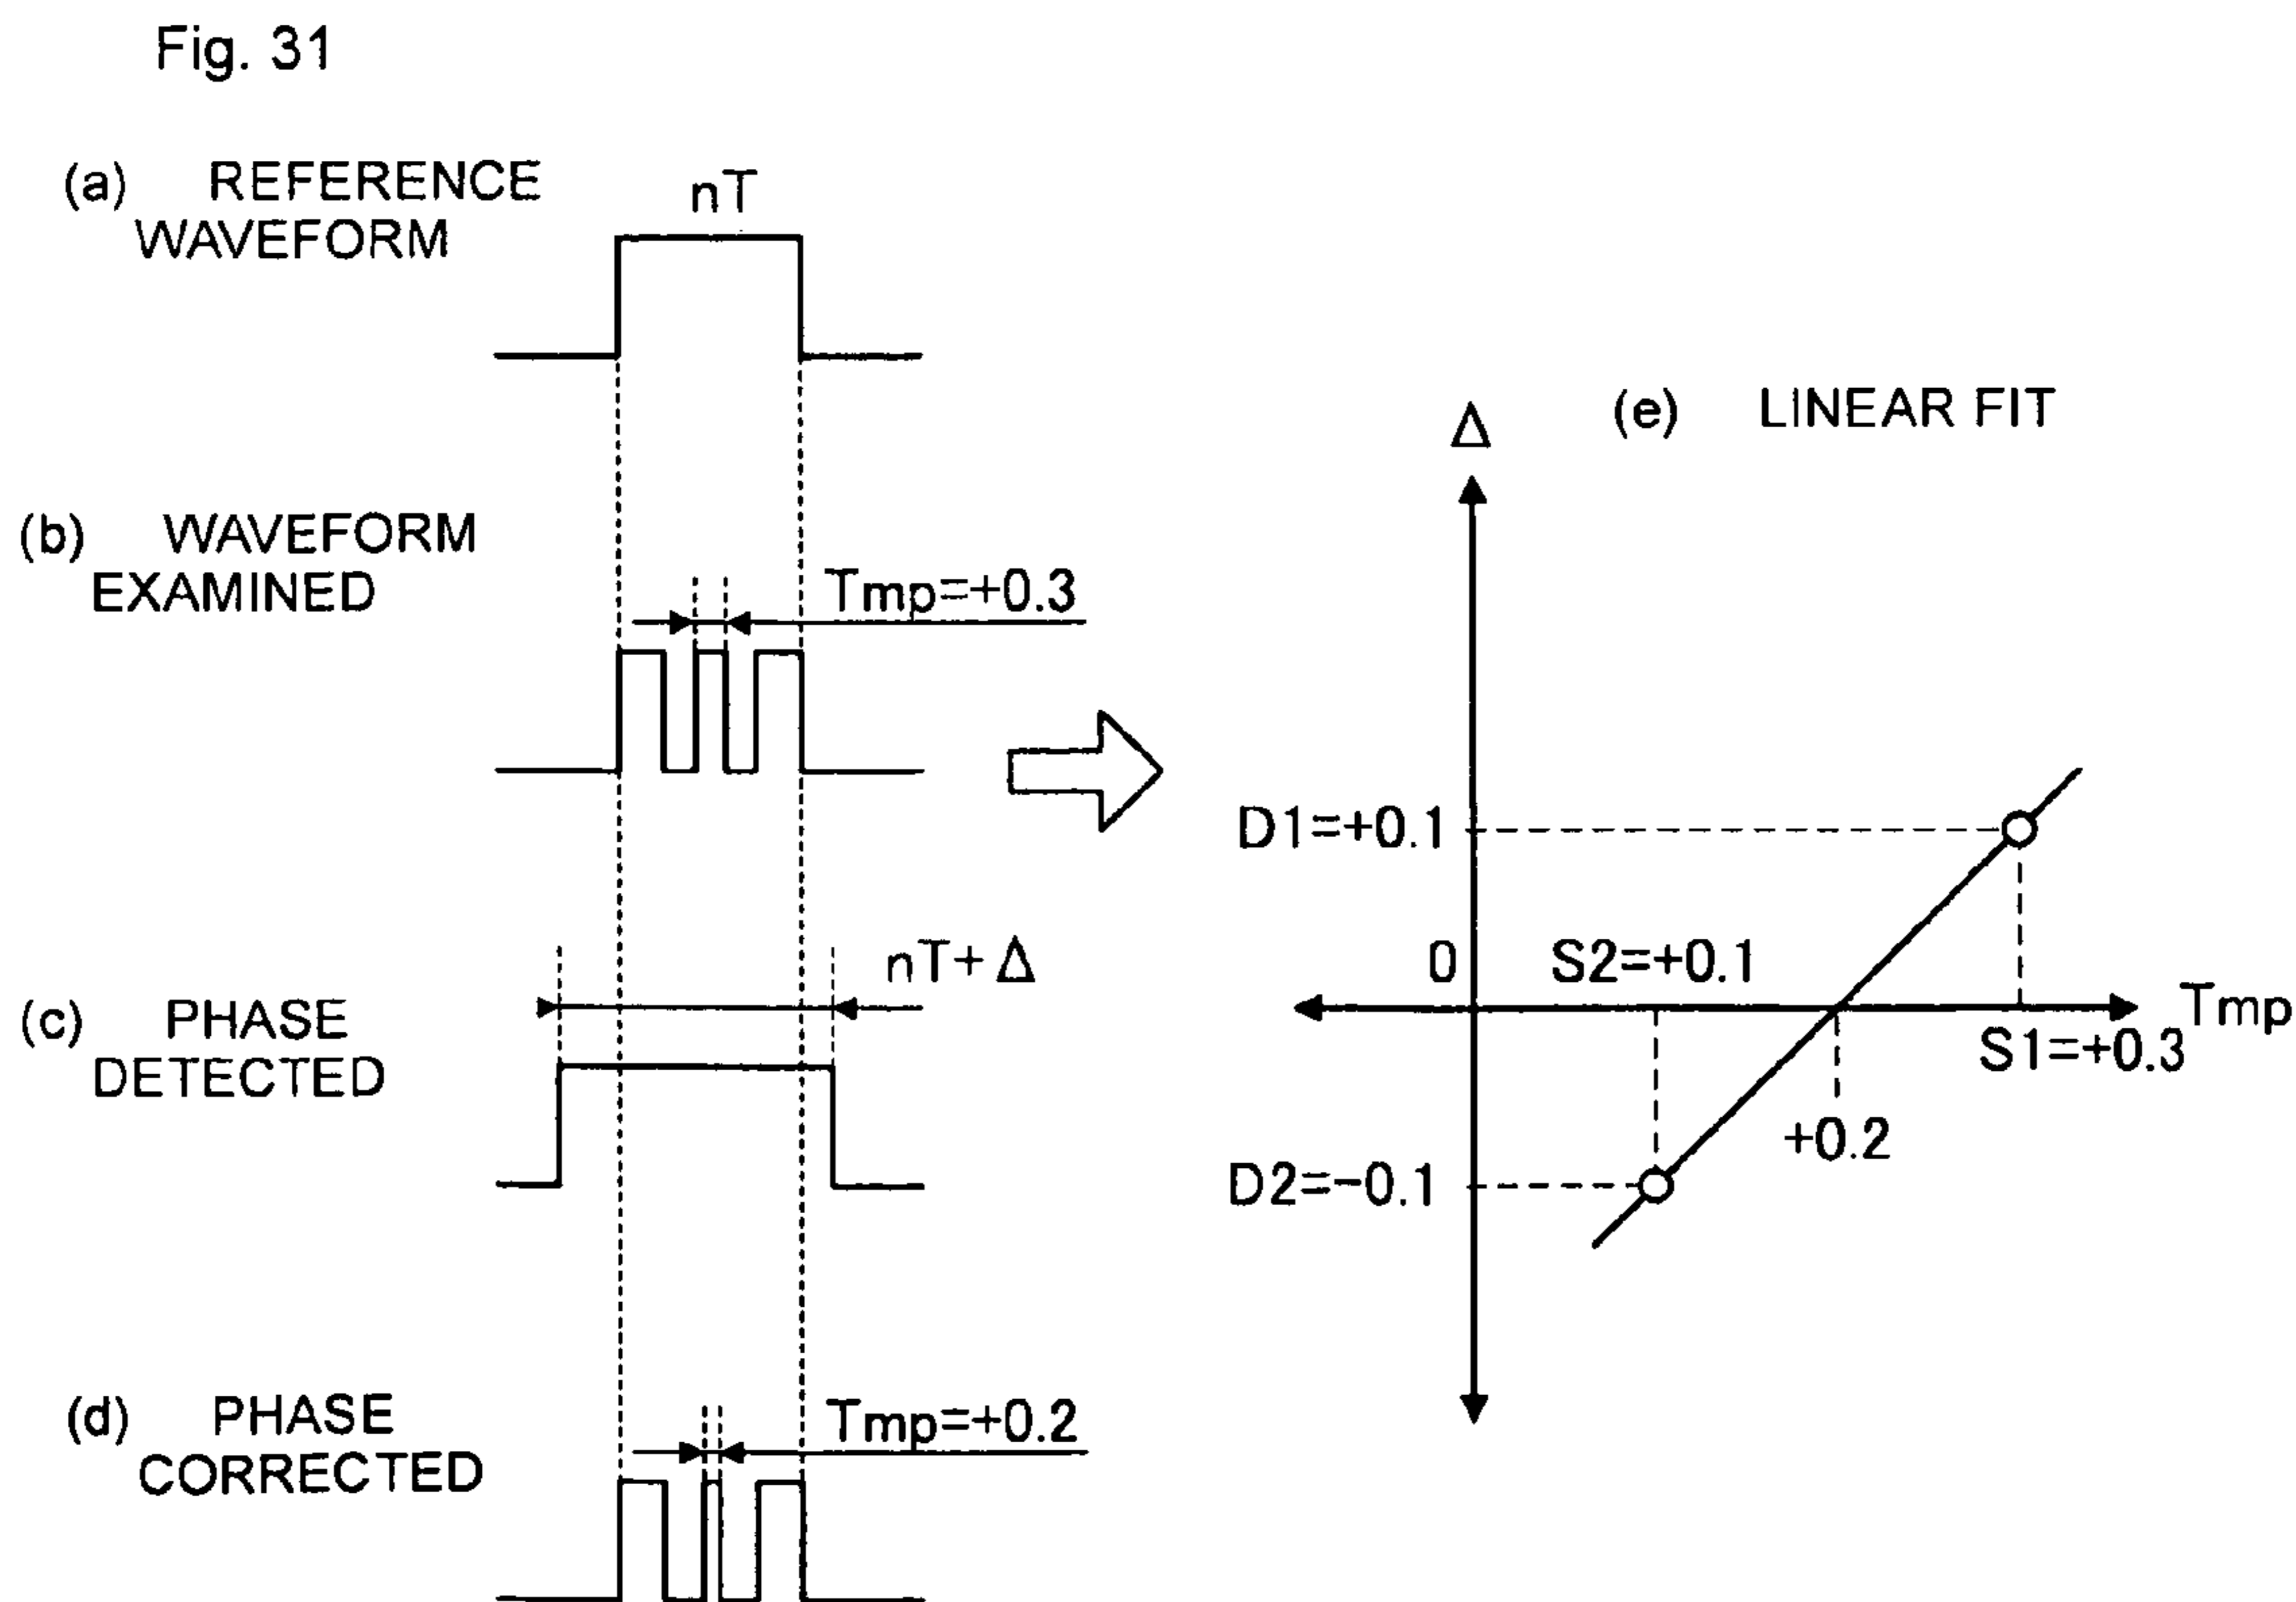 Fig. 31
(a) REFERENCE
WAVEFORM
nT
(b) WAVEFORM
EXAMINED
Tmp=+0.3
(c) PHASE
DETECTED
nT+Δ
(d) PHASE
CORRECTED
Tmp=+0.2
(e) LINEAR FIT
Δ
D1=+0.1
0
S2=+0.1
Tmp
S1=+0.3
+0.2
D2=-0.1